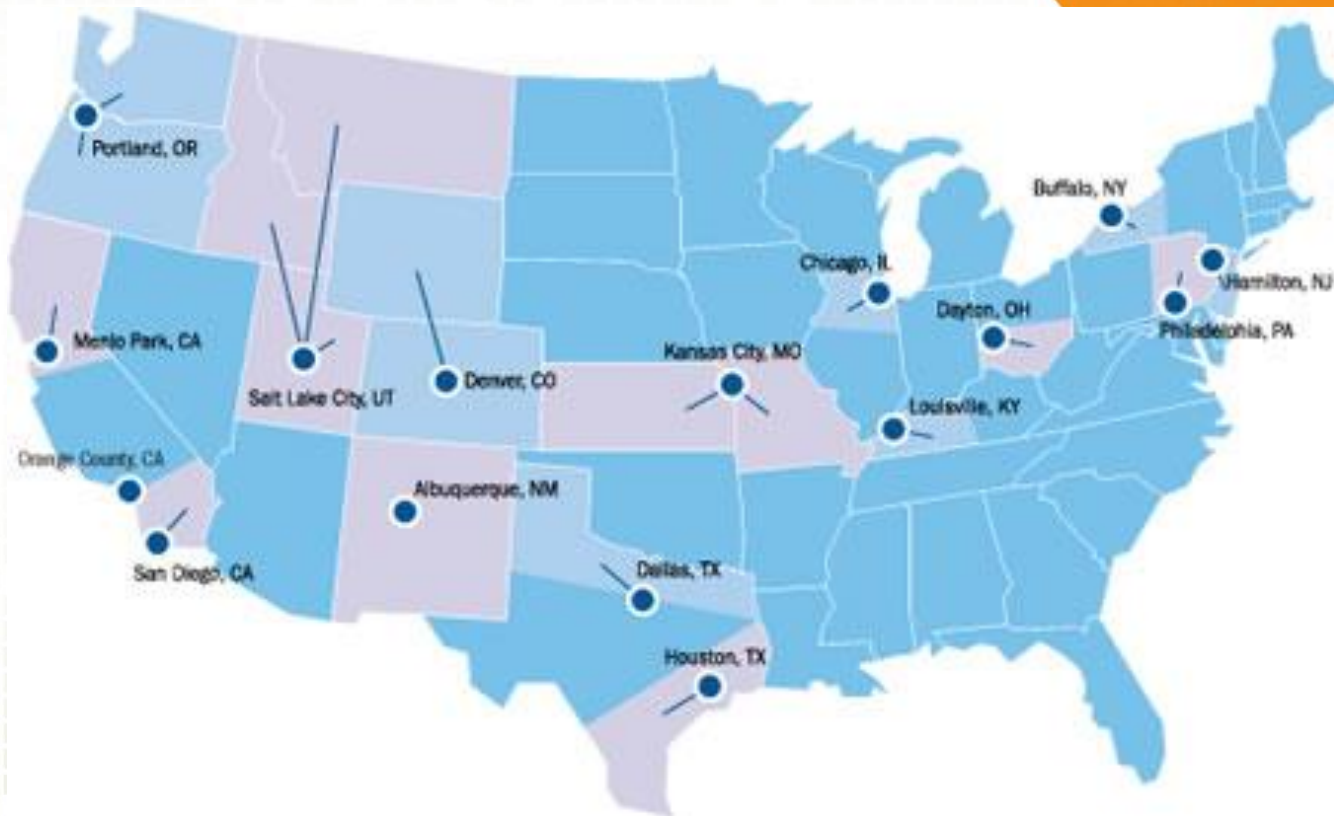 Portland, OR
Buffalo, NY
Chicago, IL
Hamilton, NJ
Dayton, OH
Philadelphia, PA
Menlo Park, CA
Kansas City, MO
Salt Lake City, UT
Denver, CO
Louisville, KY
Orange County, CA
Albuquerque, NM
San Diego, CA
Dallas, TX
Houston, TX